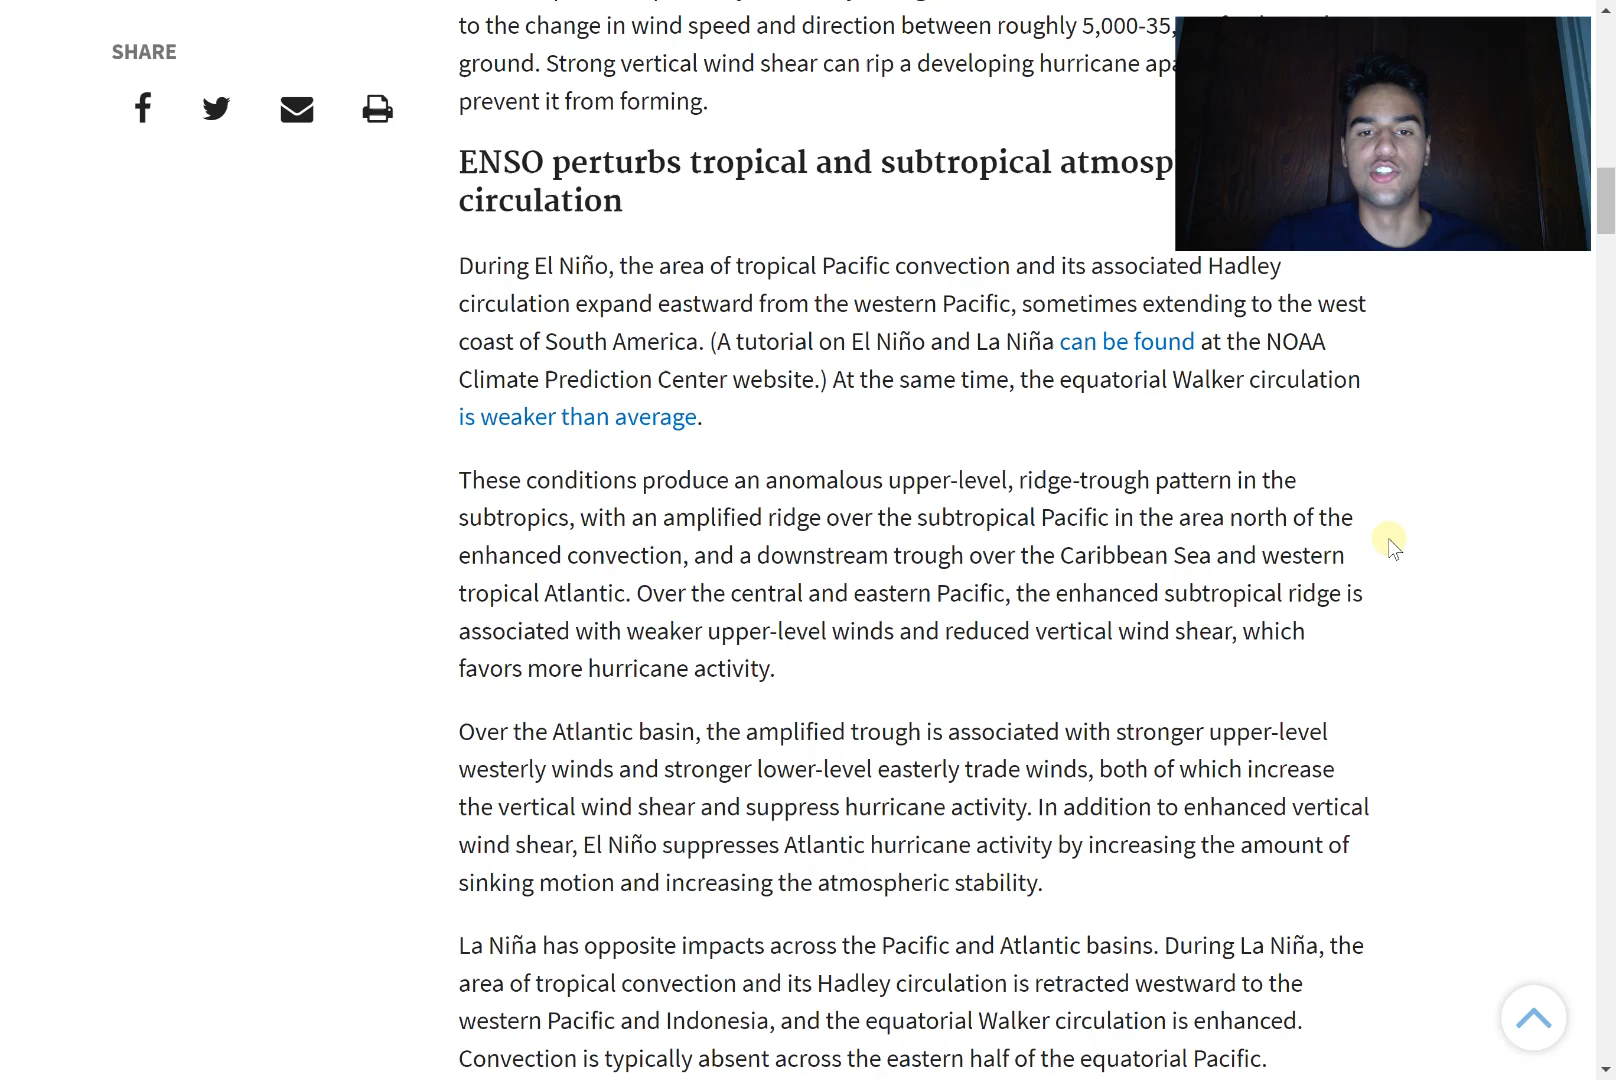 SHARE
to the change in wind speed and direction between roughly 5,000-35,
ground. Strong vertical wind shear can rip a developing hurricane
prevent it from forming.
ENSO perturbs tropical and subtropical
circulation
During El Niño, the area of tropical Pacific convection and its associated Hadley
circulation expand eastward from the western Pacific, sometimes extending to the west
coast of South America. (A tutorial on El Niño and La Niña can be found at the NOAA
Climate Prediction Center website.) At the same time, the equatorial Walker circulation
is weaker than average.
These conditions produce an anomalous upper-level, ridge-trough pattern in the
subtropics, with an amplified ridge over the subtropical Pacific in the area north of the
enhanced convection, and a downstream trough over the Caribbean Sea and western
tropical Atlantic. Over the central and eastern Pacific, the enhanced subtropical ridge is
associated with weaker upper-level winds and reduced vertical wind shear, which
favors more hurricane activity.
Over the Atlantic basin, the amplified trough is associated with stronger upper-level
westerly winds and stronger lower-level easterly trade winds, both of which increase
the vertical wind shear and suppress hurricane activity. In addition to enhanced vertical
wind shear, El Niño suppresses Atlantic hurricane activity by increasing the amount of
sinking motion and increasing the atmospheric stability.
La Niña has opposite impacts across the Pacific and Atlantic basins. During La Niña, the
area of tropical convection and its Hadley circulation is retracted westward to the
western Pacific and Indonesia, and the equatorial Walker circulation is enhanced.
Convection is typically absent across the eastern half of the equatorial Pacific.